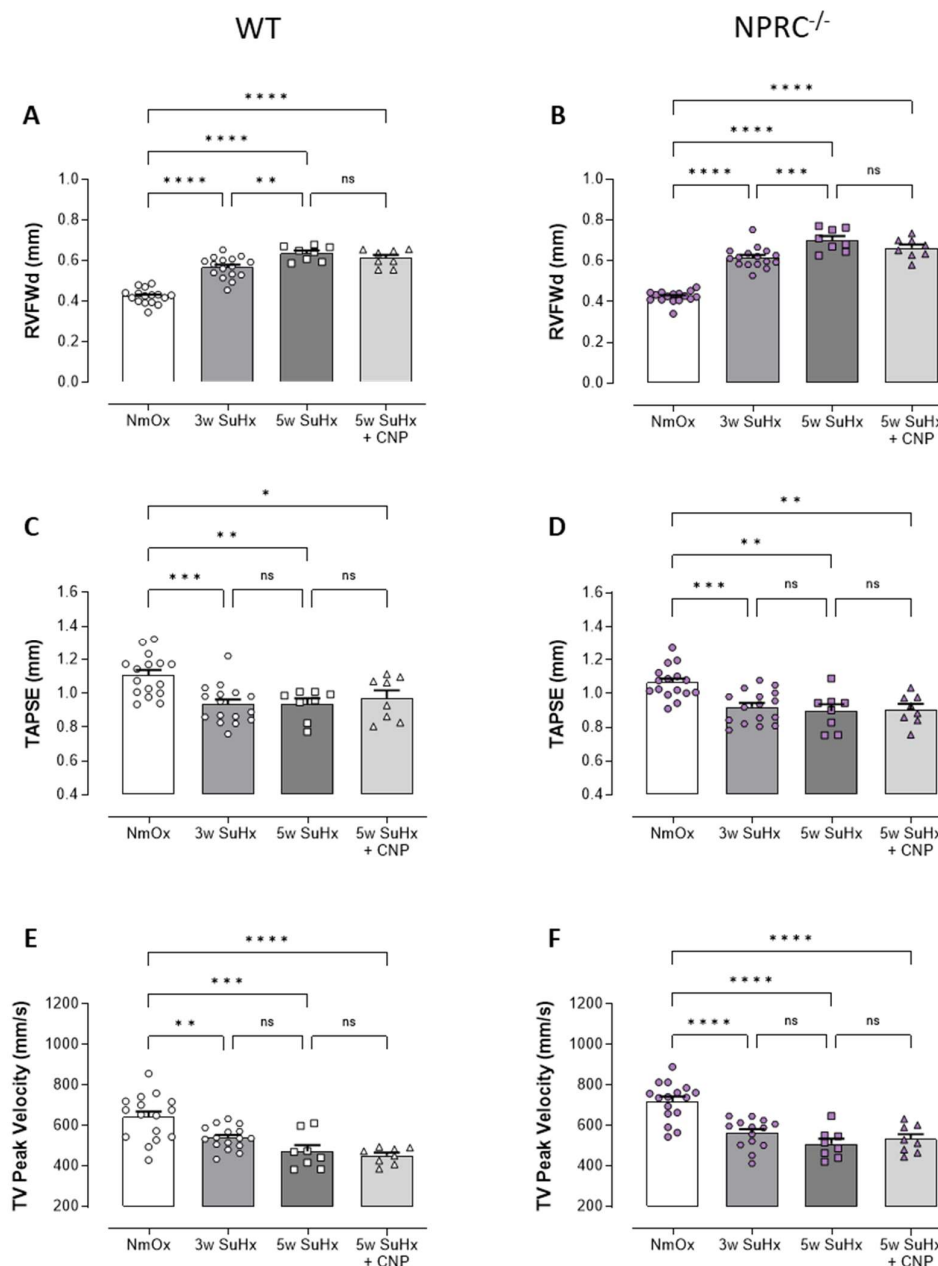 WT
NPRC-/-
A
* * * *
* * * *
* * * *
* *
ns
RVFWd (mm)
1.0
0.8
0.6
0.4
0.2
0.0
NmOx
3w SuHx
5w SuHx
5w SuHx
+ CNP
B
* * * *
* * * *
* * * *
* * *
ns
RVFWd (mm)
1.0
0.8
0.6
0.4
0.2
0.0
NmOx
3w SuHx
5w SuHx
5w SuHx
+ CNP
C
*
* *
* * *
ns
ns
TAPSE (mm)
1.6
1.4
1.2
1.0
0.8
0.6
0.4
NmOx
3w SuHx
5w SuHx
5w SuHx
+ CNP
D
* *
* *
* * *
ns
ns
TAPSE (mm)
1.6
1.4
1.2
1.0
0.8
0.6
0.4
NmOx
3w SuHx
5w SuHx
5w SuHx
+ CNP
E
* * * *
* * *
* *
ns
ns
TV Peak Velocity (mm/s)
1200
1000
800
600
400
200
NmOx
3w SuHx
5w SuHx
5w SuHx
+ CNP
F
* * * *
* * * *
* * * *
ns
ns
TV Peak Velocity (mm/s)
1200
1000
800
600
400
200
NmOx
3w SuHx
5w SuHx
5w SuHx
+ CNP